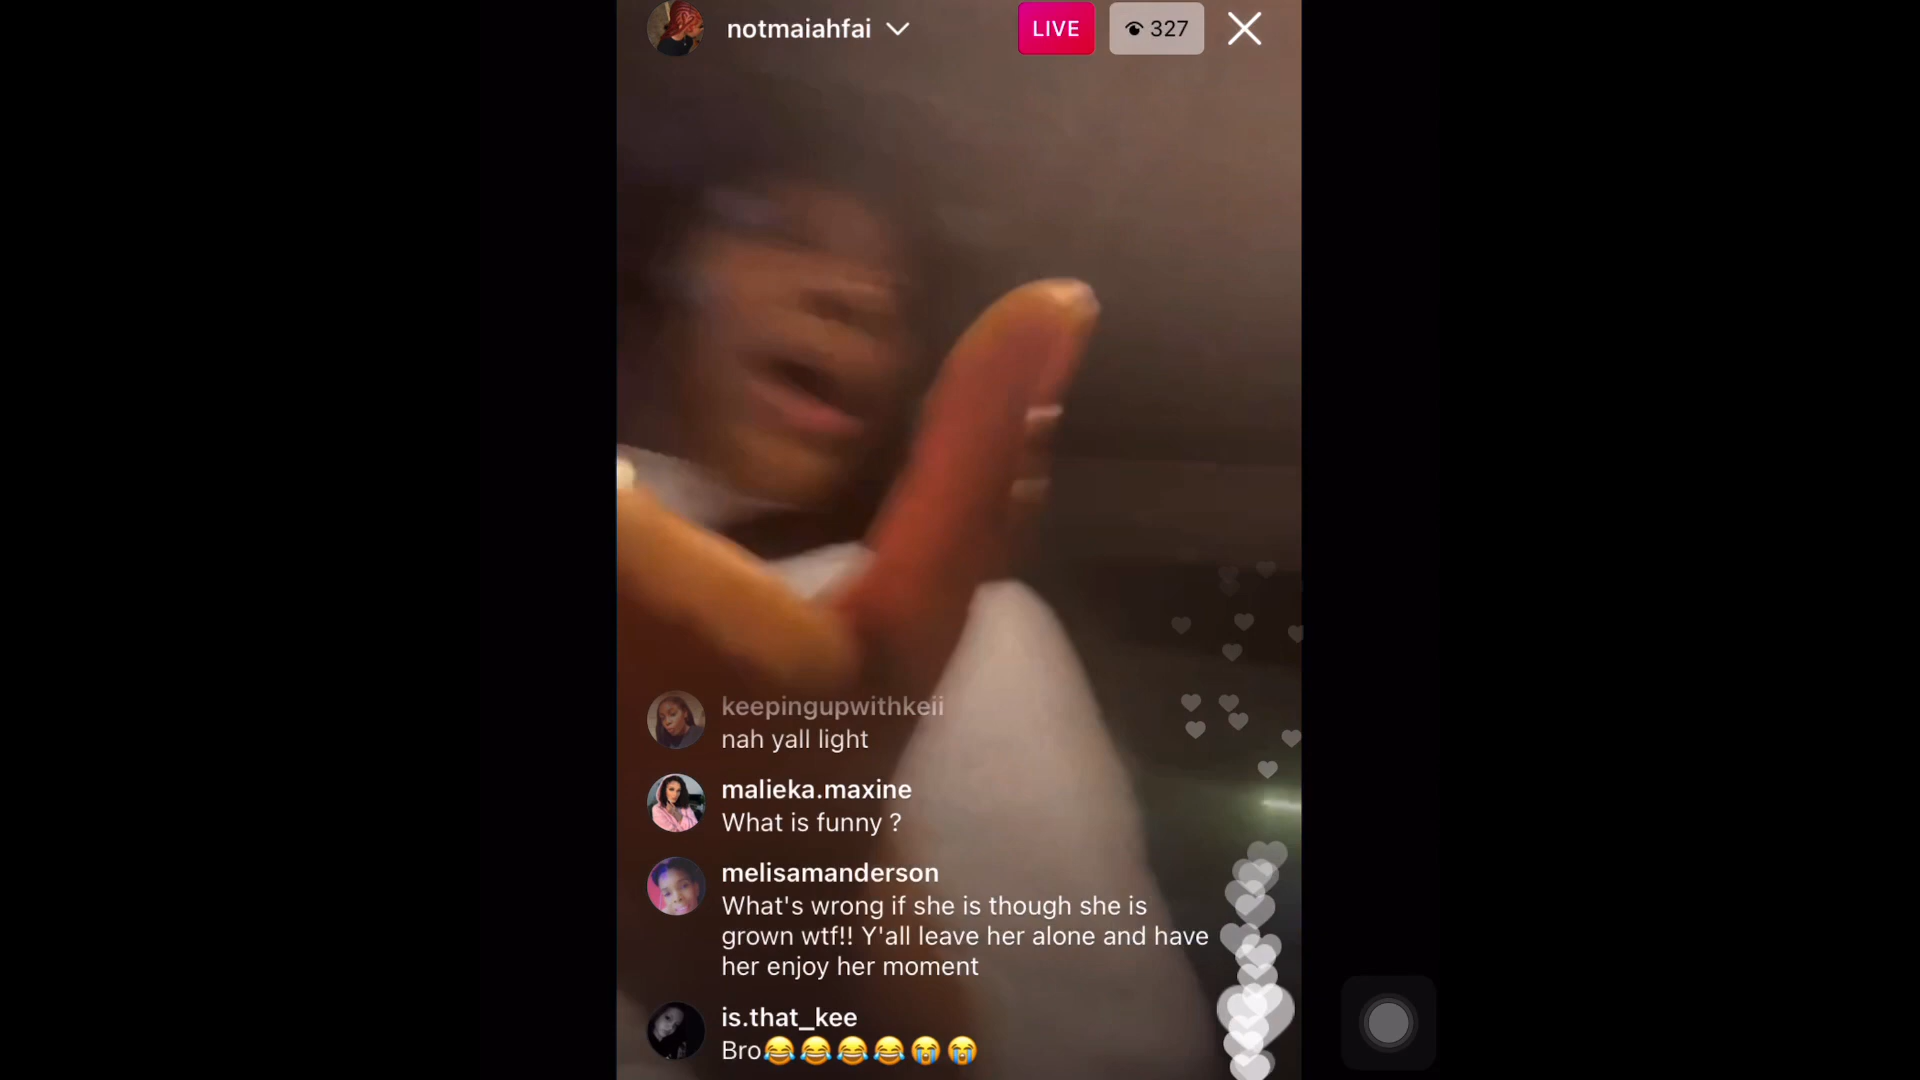 notmaiahfai
LIVE
327
keepingupwithkeii
nah yall light
malieka.maxine
What is funny ?
melisamanderson
What's wrong if she is though she is
grown wtf!! Y'all leave her alone and have
her enjoy her moment
is.that_kee
Bro😂😂😂😂😭😭